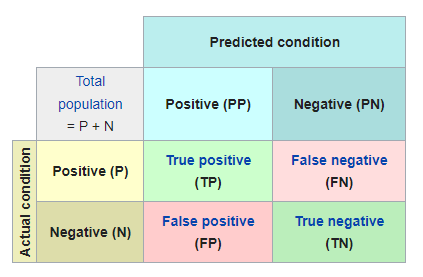 Predicted condition
Total
population
= P + N
Positive (PP)
Negative (PN)
Actual condition
Positive (P)
True positive
(TP)
False negative
(FN)
Negative (N)
False positive
(FP)
True negative
(TN)